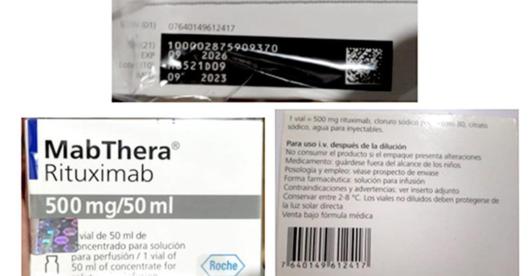 (01) 07640149612417
(21) 100002875909370
EXP 09 2026
09 2023
MabThera®
Rituximab
500 mg/50 ml
vial de 50 ml de
concentrado para solución
para perfusión / 1 vial of
50 ml of concentrate for
Roche
1 vial = 500 mg rituximab, cloruro sódico 80, citrato
sódico, agua para inyectables.
Para uso i.v. después de la dilución
No consumir el producto si el empaque presenta alteraciones
Medicamento: guárdese fuera del alcance de los niños
Posología y empleo: véase prospecto de envase
Forma farmacéutica: solución para infusión
Contraindicaciones y advertencias: ver inserto adjunto
Conservar entre 2-8 °C. Los viales no diluidos deben protegerse de
la luz solar directa
Venta bajo fórmula médica
7640149612417